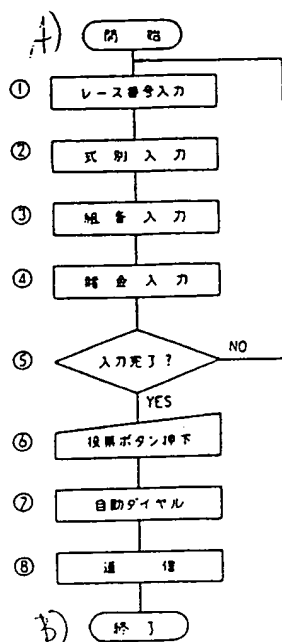 A) 開始
① レース番号入力
② 式別入力
③ 組番入力
④ 賭金入力
⑤ 入力完了?
NO
YES
⑥ 投票ボタン押下
⑦ 自動ダイヤル
⑧ 通信
B) 終了